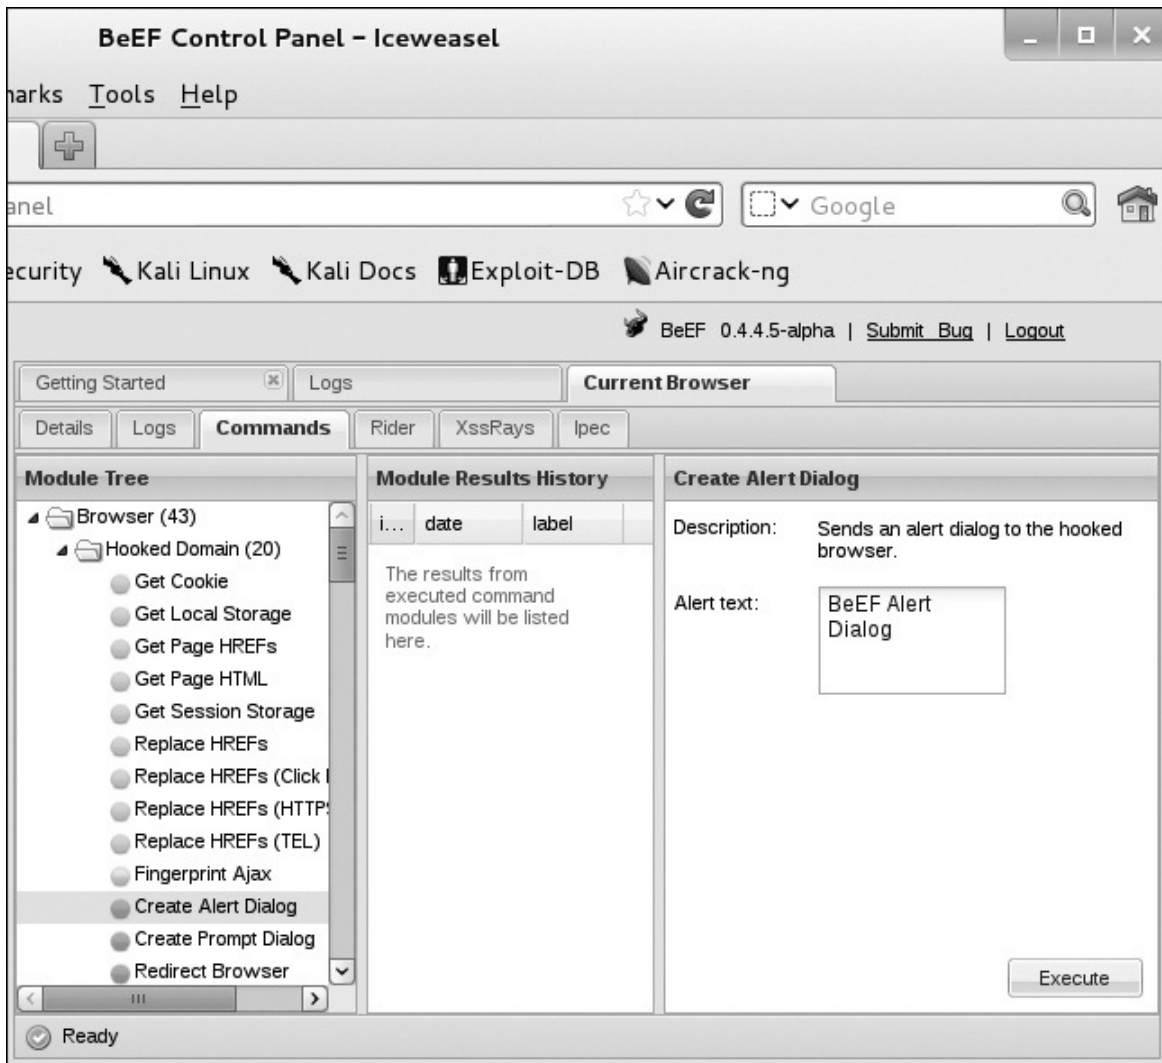 BeEF Control Panel – Iceweasel
marks Tools Help
anel
Google
ecurity Kali Linux Kali Docs Exploit-DB Aircrack-ng
BeEF 0.4.4.5-alpha | Submit Bug | Logout
Getting Started Logs Current Browser
Details Logs Commands Rider XssRays Ipec
Module Tree
Browser (43)
Hooked Domain (20)
Get Cookie
Get Local Storage
Get Page HREFs
Get Page HTML
Get Session Storage
Replace HREFs
Replace HREFs (Click
Replace HREFs (HTTPS
Replace HREFs (TEL)
Fingerprint Ajax
Create Alert Dialog
Create Prompt Dialog
Redirect Browser
Module Results History
i... date label
The results from
executed command
modules will be listed
here.
Create Alert Dialog
Description: Sends an alert dialog to the hooked
browser.
Alert text: BeEF Alert
Dialog
Execute
Ready